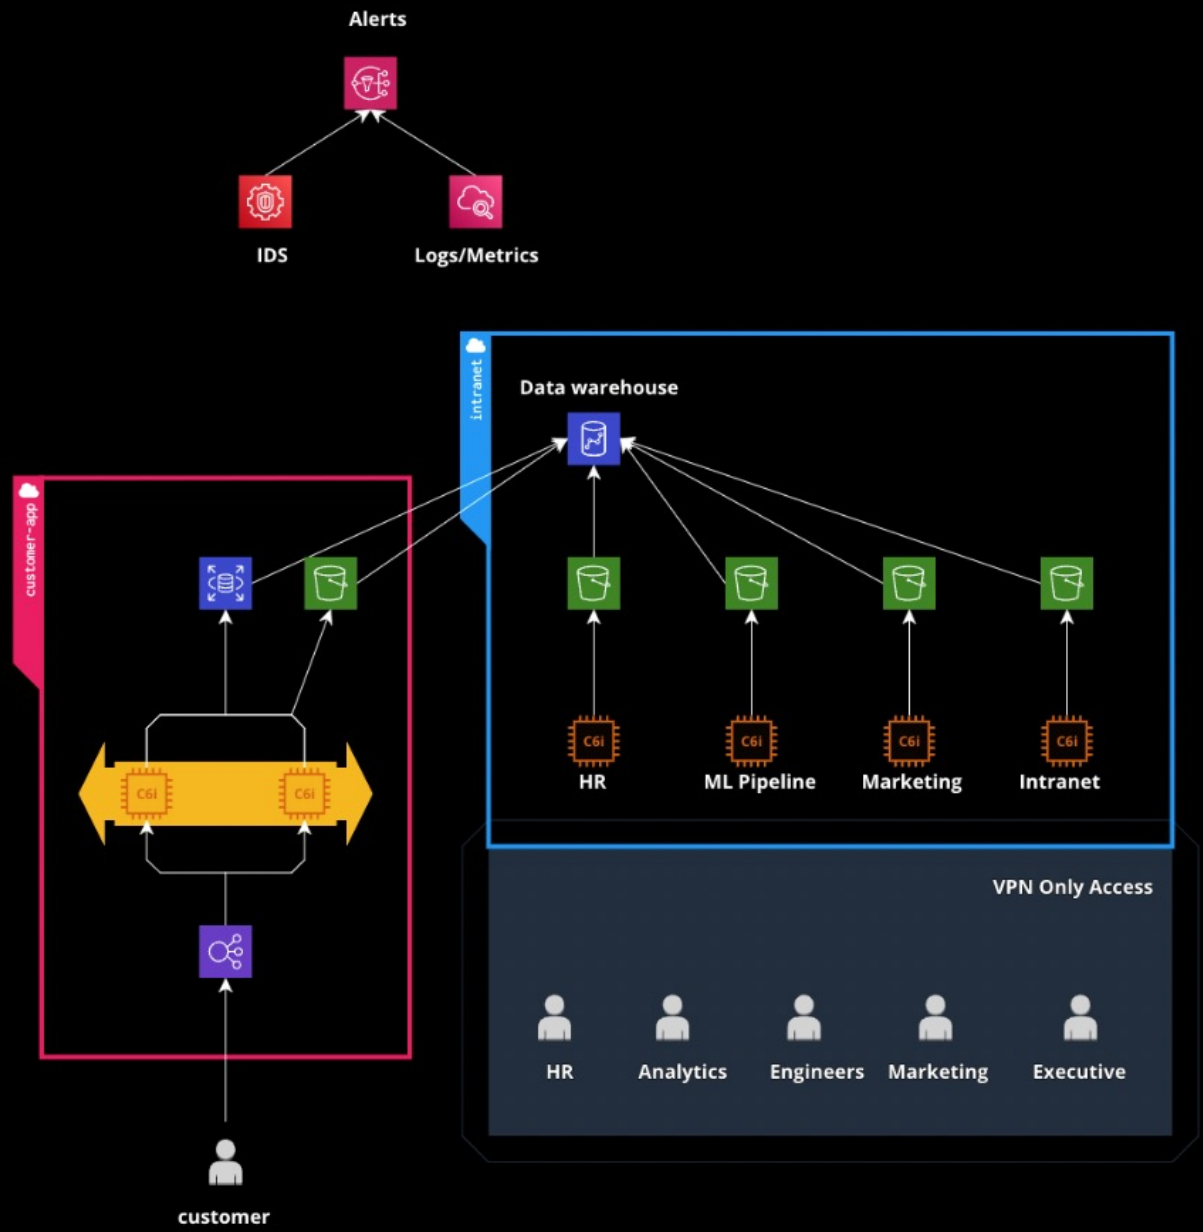 Alerts
IDS
Logs/Metrics
intranet
Data warehouse
customer-app
C6i
C6i
C6i
C6i
HR
ML Pipeline
Marketing
Intranet
C6i
C6i
VPN Only Access
HR
Analytics
Engineers
Marketing
Executive
customer